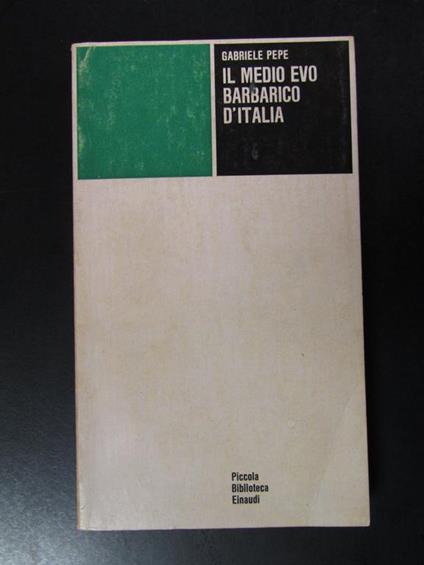 GABRIELE PEPE
IL MEDIO EVO
BARBARICO
D'ITALIA
Piccola
Biblioteca
Einaudi